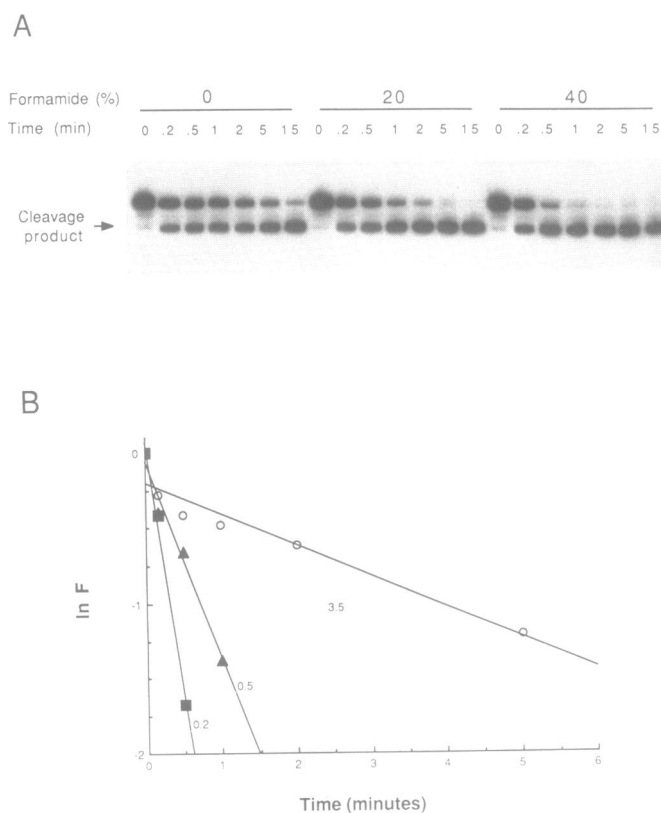 A
Formamide (%) 0 20 40
Time (min) 0 .2 .5 1 2 5 15 0 .2 .5 1 2 5 15 0 .2 .5 1 2 5 15
Cleavage
product
B
0
-1
-2
ln F
3.5
0.5
0.2
0 1 2 3 4 5 6
Time (minutes)